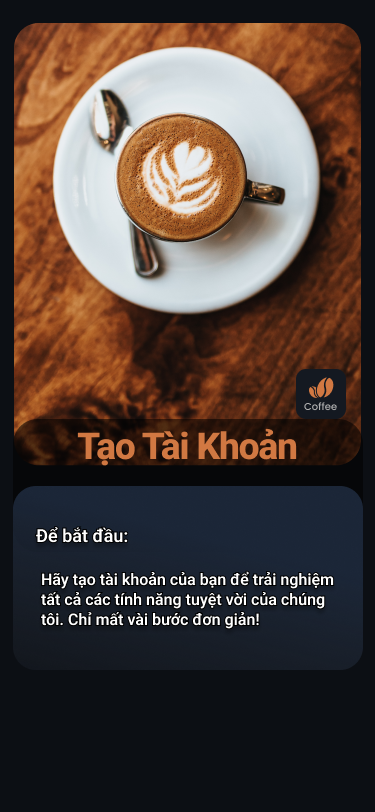 Coffee
Tạo Tài Khoản
Để bắt đầu:
Hãy tạo tài khoản của bạn để trải nghiệm
tất cả các tính năng tuyệt vời của chúng
tôi. Chỉ mất vài bước đơn giản!